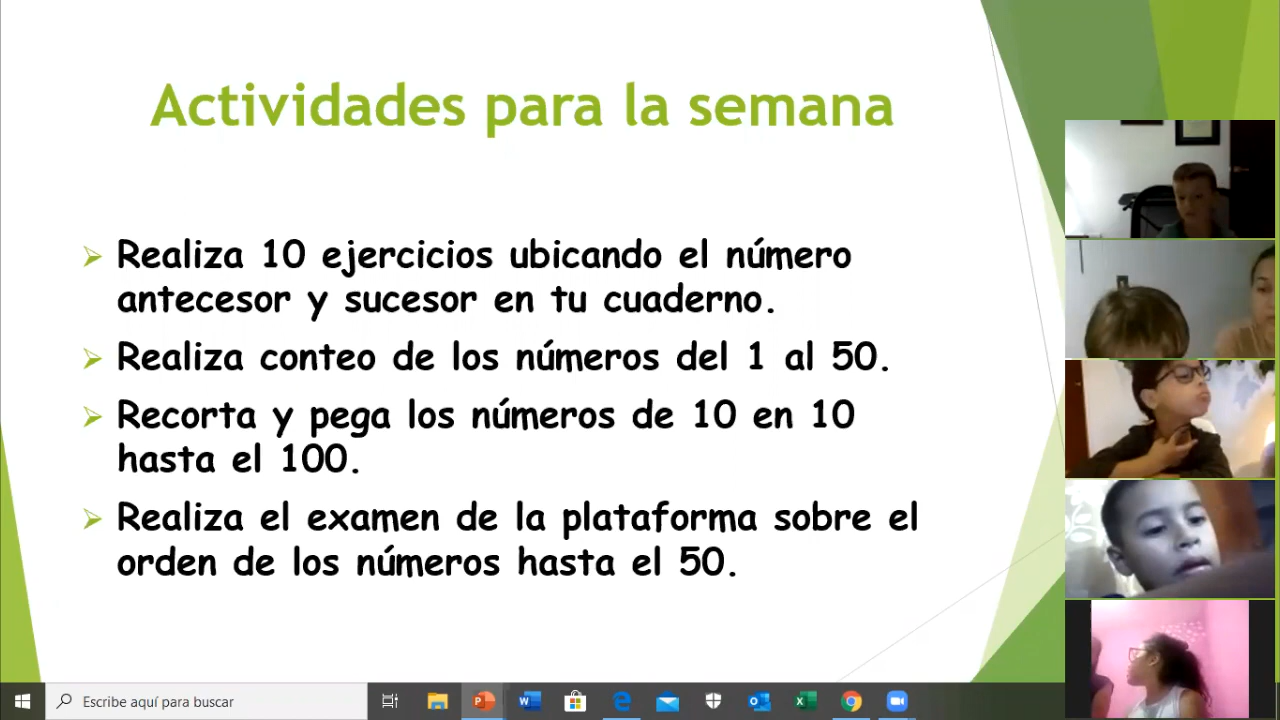 Actividades para la semana
Realiza 10 ejercicios ubicando el número
antecesor y sucesor en tu cuaderno.
Realiza conteo de los números del 1 al 50.
Recorta y pega los números de 10 en 10
hasta el 100.
Realiza el examen de la plataforma sobre el
orden de los números hasta el 50.
Escribe aquí para buscar